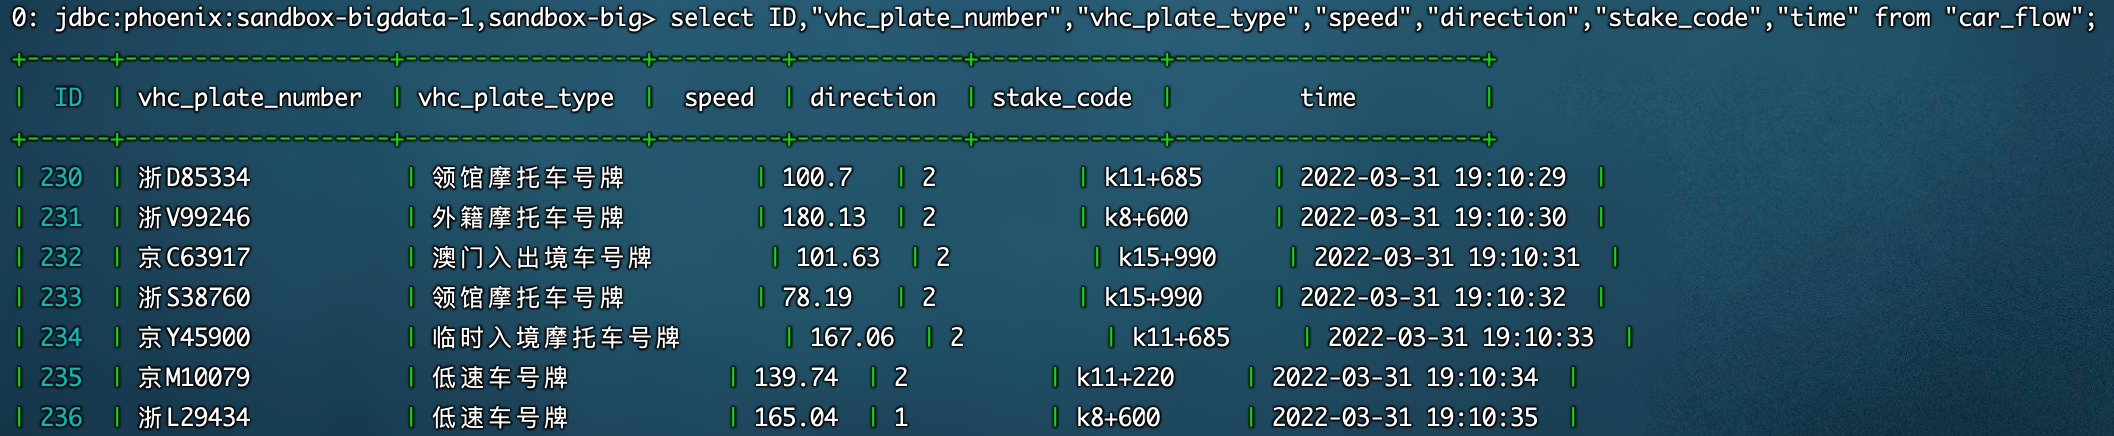 0: jdbc:phoenix:sandbox-bigdata-1,sandbox-big> select ID,"vhc_plate_number","vhc_plate_type","speed","direction","stake_code","time" from "car_flow";
+------+-------------------+-----------------+---------+------------+-------------+----------------------+
| ID | vhc_plate_number | vhc_plate_type | speed | direction | stake_code | time |
+------+-------------------+-----------------+---------+------------+-------------+----------------------+
| 230 | 浙D85334 | 领馆摩托车号牌 | 100.7 | 2 | k11+685 | 2022-03-31 19:10:29 |
| 231 | 浙V99246 | 外籍摩托车号牌 | 180.13 | 2 | k8+600 | 2022-03-31 19:10:30 |
| 232 | 京C63917 | 澳门入出境车号牌 | 101.63 | 2 | k15+990 | 2022-03-31 19:10:31 |
| 233 | 浙S38760 | 领馆摩托车号牌 | 78.19 | 2 | k15+990 | 2022-03-31 19:10:32 |
| 234 | 京Y45900 | 临时入境摩托车号牌 | 167.06 | 2 | k11+685 | 2022-03-31 19:10:33 |
| 235 | 京M10079 | 低速车号牌 | 139.74 | 2 | k11+220 | 2022-03-31 19:10:34 |
| 236 | 浙L29434 | 低速车号牌 | 165.04 | 1 | k8+600 | 2022-03-31 19:10:35 |